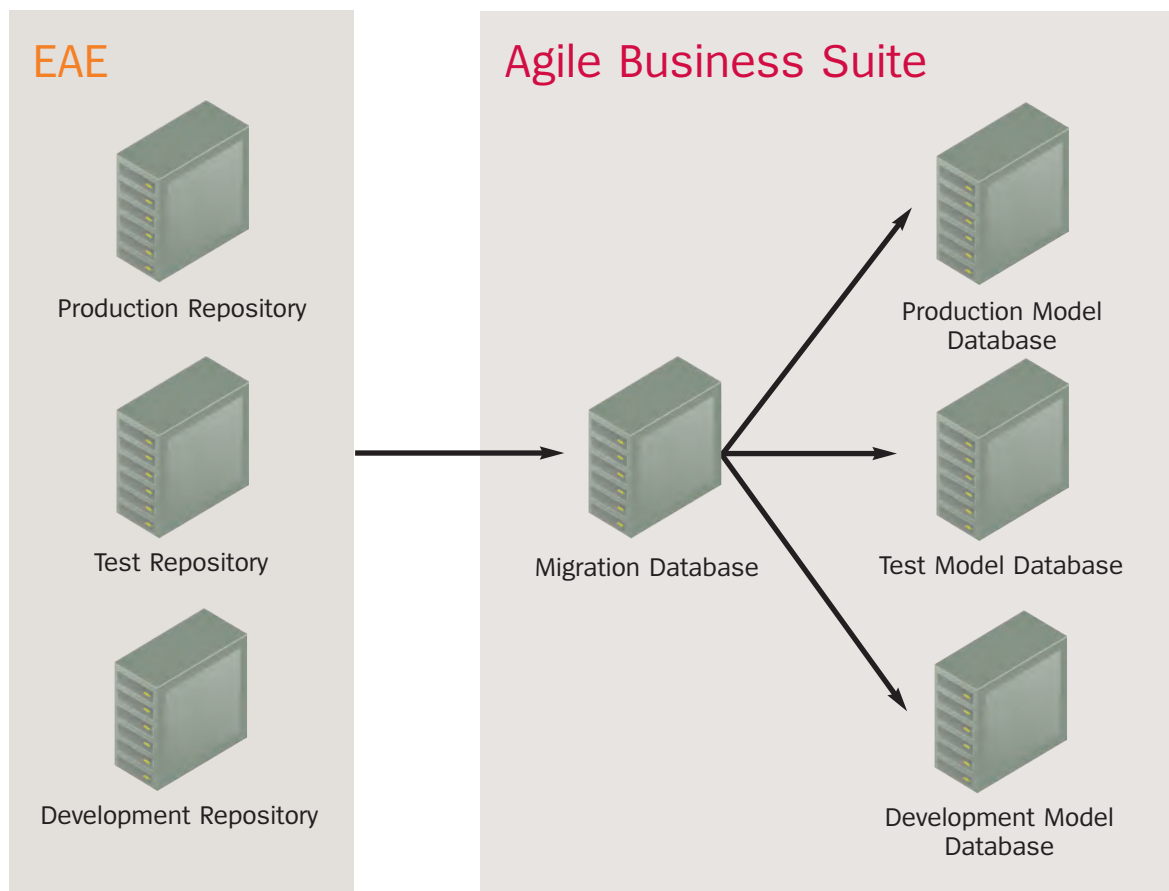 EAE
Production Repository
Test Repository
Development Repository
Agile Business Suite
Migration Database
Production Model
Database
Test Model Database
Development Model
Database